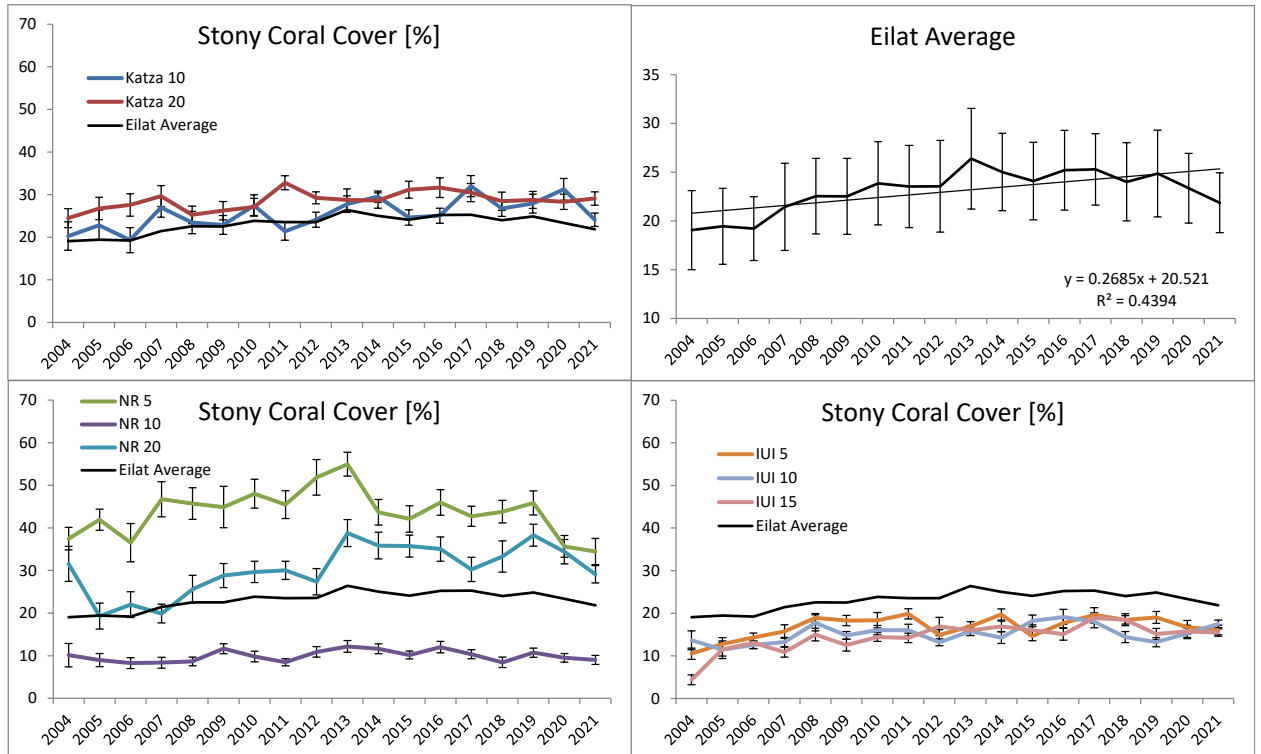 Stony Coral Cover [%]
70
60
50
40
30
20
10
0
Katza 10
Katza 20
Eilat Average
2004 2005 2006 2007 2008 2009 2010 2011 2012 2013 2014 2015 2016 2017 2018 2019 2020 2021
Eilat Average
35
30
25
20
15
10
y = 0.2685x + 20.521
R² = 0.4394
2004 2005 2006 2007 2008 2009 2010 2011 2012 2013 2014 2015 2016 2017 2018 2019 2020 2021
Stony Coral Cover [%]
70
60
50
40
30
20
10
0
NR 5
NR 10
NR 20
Eilat Average
2004 2005 2006 2007 2008 2009 2010 2011 2012 2013 2014 2015 2016 2017 2018 2019 2020 2021
Stony Coral Cover [%]
70
60
50
40
30
20
10
0
IUI 5
IUI 10
IUI 15
Eilat Average
2004 2005 2006 2007 2008 2009 2010 2011 2012 2013 2014 2015 2016 2017 2018 2019 2020 2021